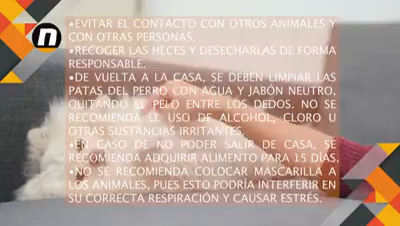 n
•EVITAR EL CONTACTO CON OTROS ANIMALES Y
CON OTRAS PERSONAS.
•RECOGER LAS HECES Y DESECHARLAS DE FORMA
RESPONSABLE.
•DE VUELTA A LA CASA, SE DEBEN LIMPIAR LAS
PATAS DEL PERRO CON AGUA Y JABÓN NEUTRO,
QUITANDO EL PELO ENTRE LOS DEDOS. NO SE
RECOMIENDA LE USO DE ALCOHOL, CLORO U
OTRAS SUSTANCIAS IRRITANTES.
•EN CASO DE NO PODER SALIR DE CASA, SE
RECOMIENDA ADQUIRIR ALIMENTO PARA 15 DÍAS.
•NO SE RECOMIENDA COLOCAR MASCARILLA A
LOS ANIMALES, PUES ESTO PODRÍA INTERFERIR EN
SU CORRECTA RESPIRACIÓN Y CAUSAR ESTRÉS.